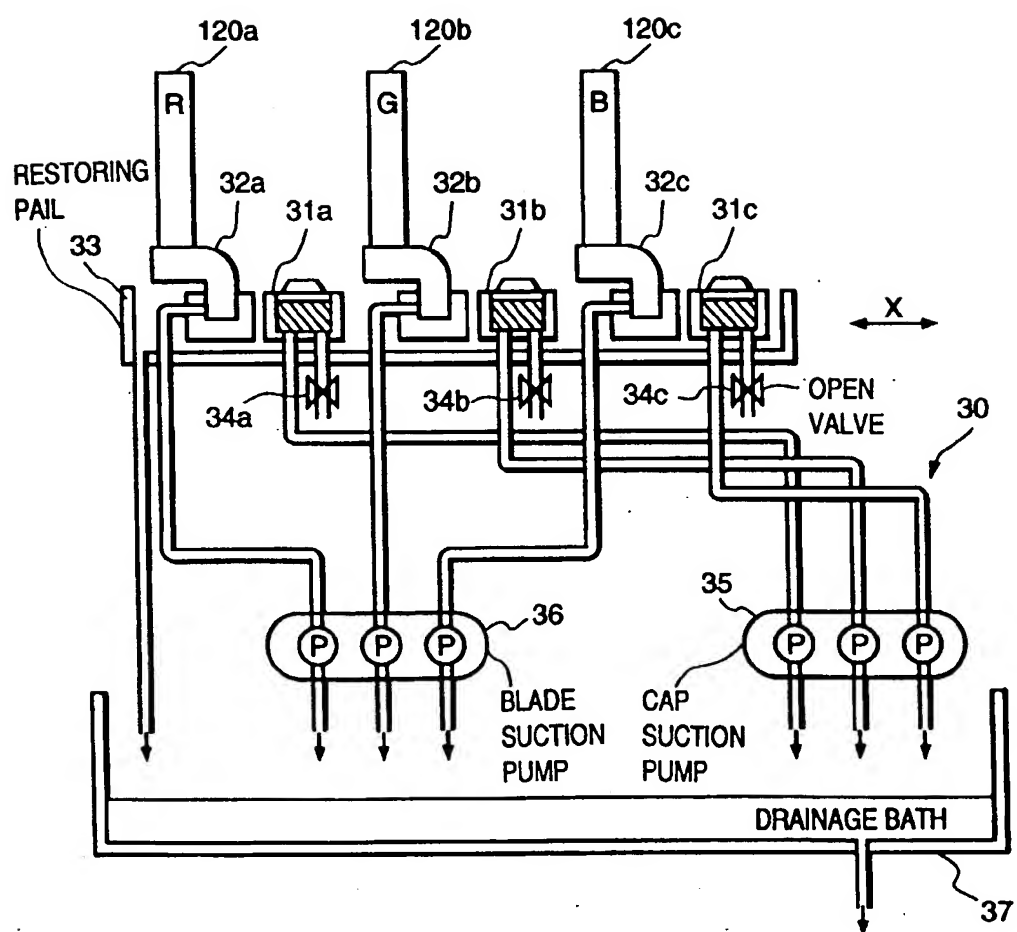 120a
120b
120c
R
G
B
RESTORING
PAIL
33
32a
31a
32b
31b
32c
31c
X
34a
34b
34c
OPEN
VALVE
30
36
35
P
P
P
P
P
P
BLADE
SUCTION
PUMP
CAP
SUCTION
PUMP
DRAINAGE BATH
37